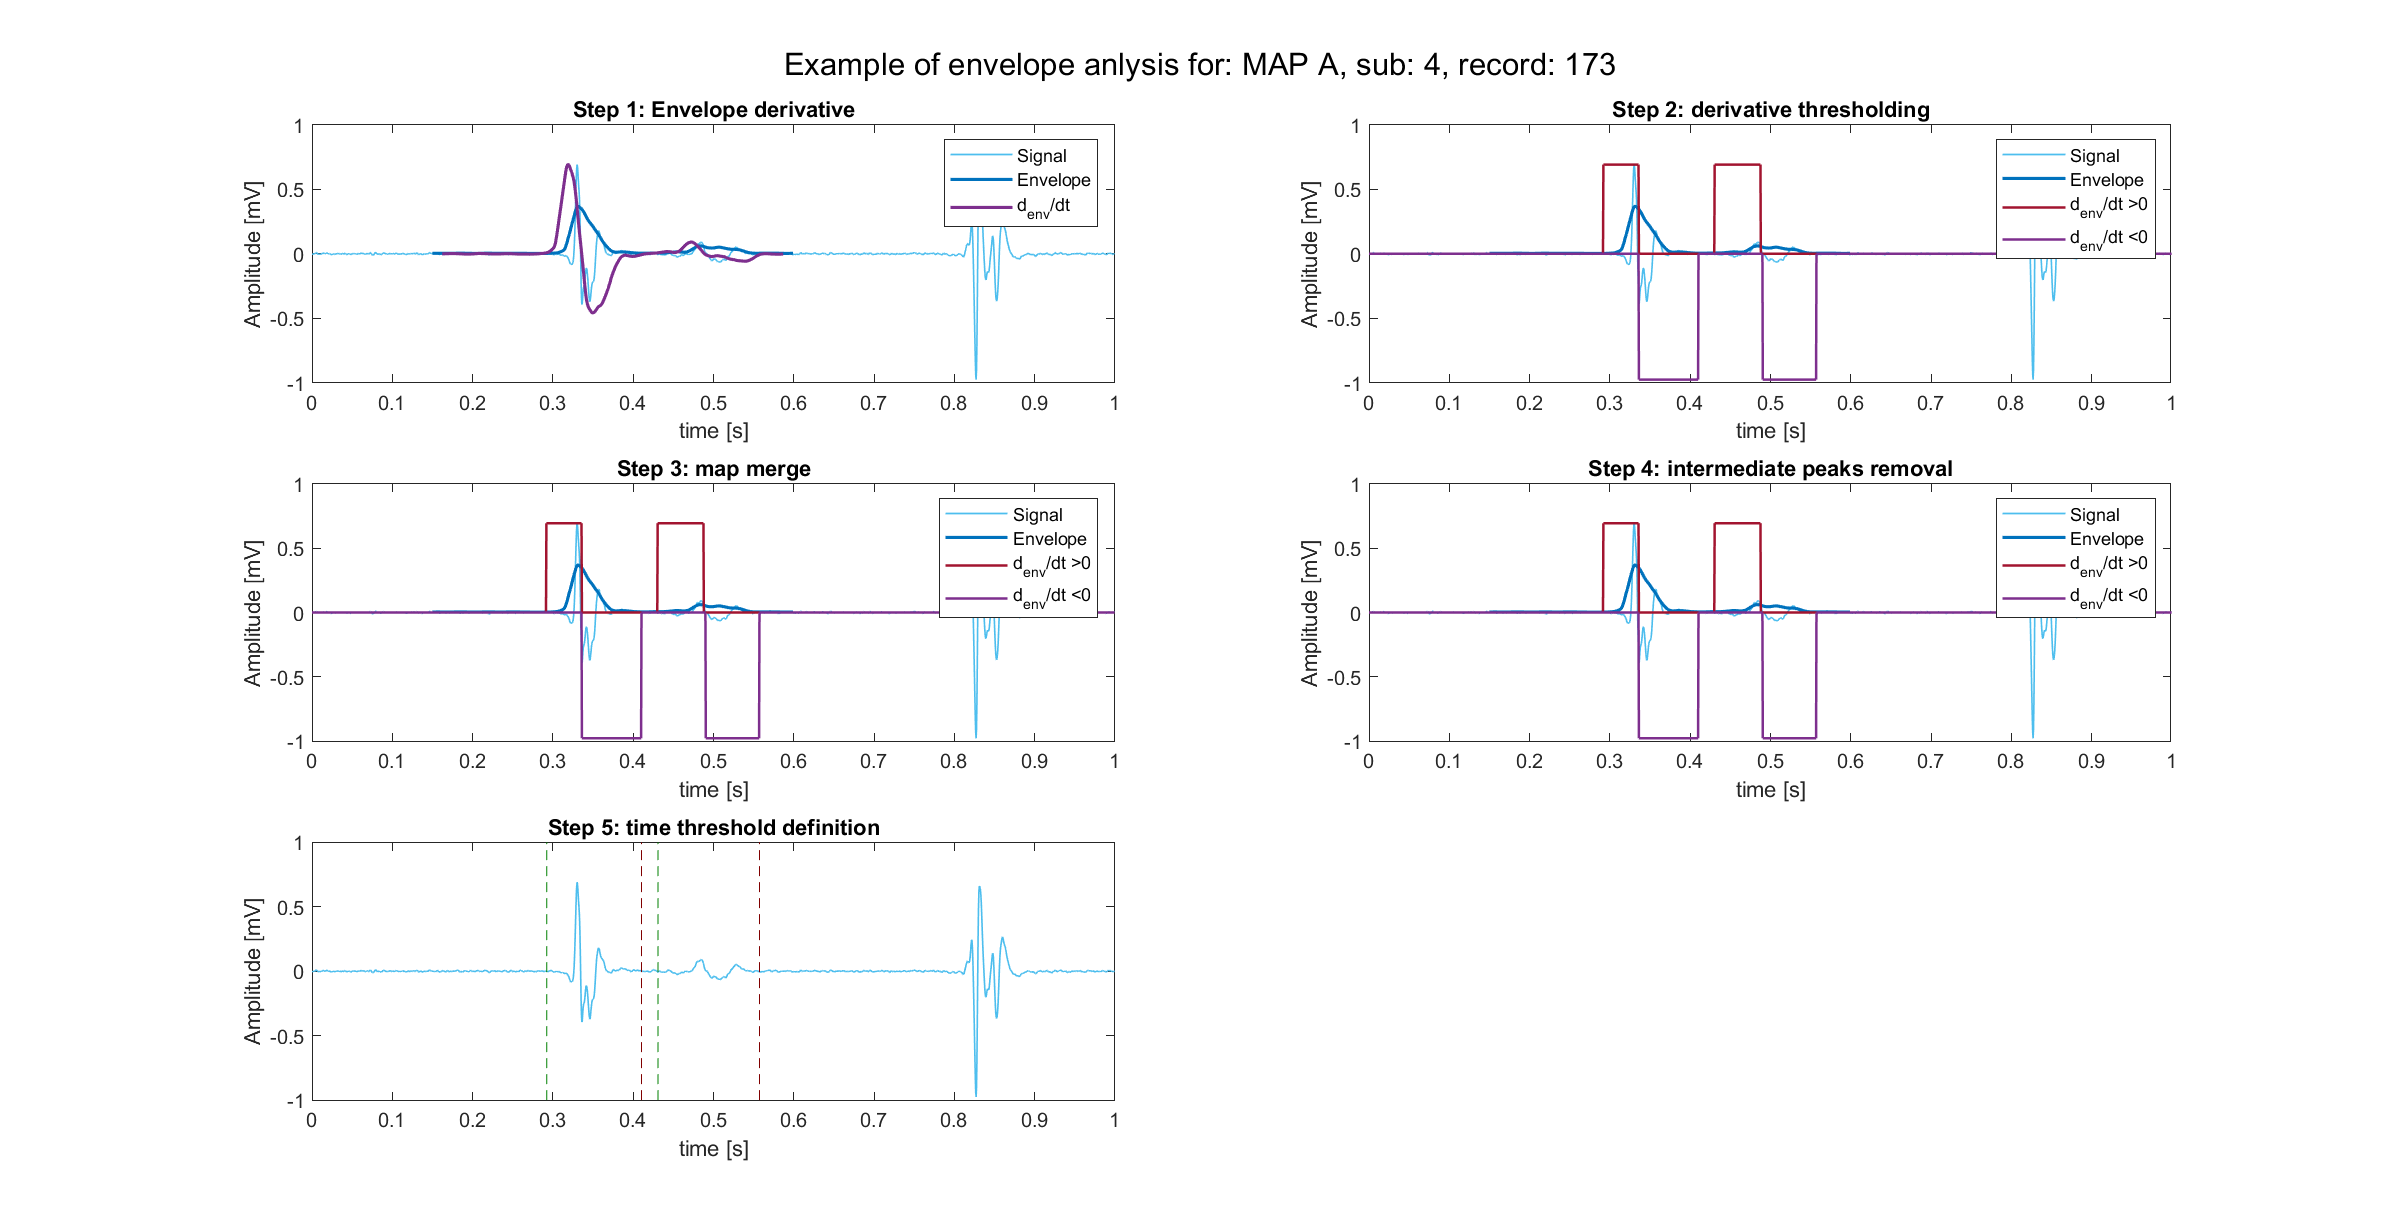 Example of envelope anlysis for: MAP A, sub: 4, record: 173
Step 1: Envelope derivative
1
0.5
0
-0.5
-1
Amplitude [mV]
0 0.1 0.2 0.3 0.4 0.5 0.6 0.7 0.8 0.9 1
time [s]
Signal
Envelope
d_env/dt
Step 2: derivative thresholding
1
0.5
0
-0.5
-1
Amplitude [mV]
0 0.1 0.2 0.3 0.4 0.5 0.6 0.7 0.8 0.9 1
time [s]
Signal
Envelope
d_env/dt >0
d_env/dt <0
Step 3: map merge
1
0.5
0
-0.5
-1
Amplitude [mV]
0 0.1 0.2 0.3 0.4 0.5 0.6 0.7 0.8 0.9 1
time [s]
Signal
Envelope
d_env/dt >0
d_env/dt <0
Step 4: intermediate peaks removal
1
0.5
0
-0.5
-1
Amplitude [mV]
0 0.1 0.2 0.3 0.4 0.5 0.6 0.7 0.8 0.9 1
time [s]
Signal
Envelope
d_env/dt >0
d_env/dt <0
Step 5: time threshold definition
1
0.5
0
-0.5
-1
Amplitude [mV]
0 0.1 0.2 0.3 0.4 0.5 0.6 0.7 0.8 0.9 1
time [s]